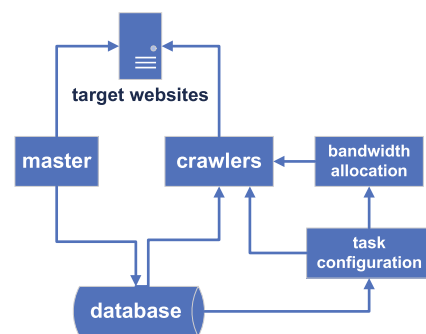 target websites
master
crawlers
bandwidth
allocation
task
configuration
database